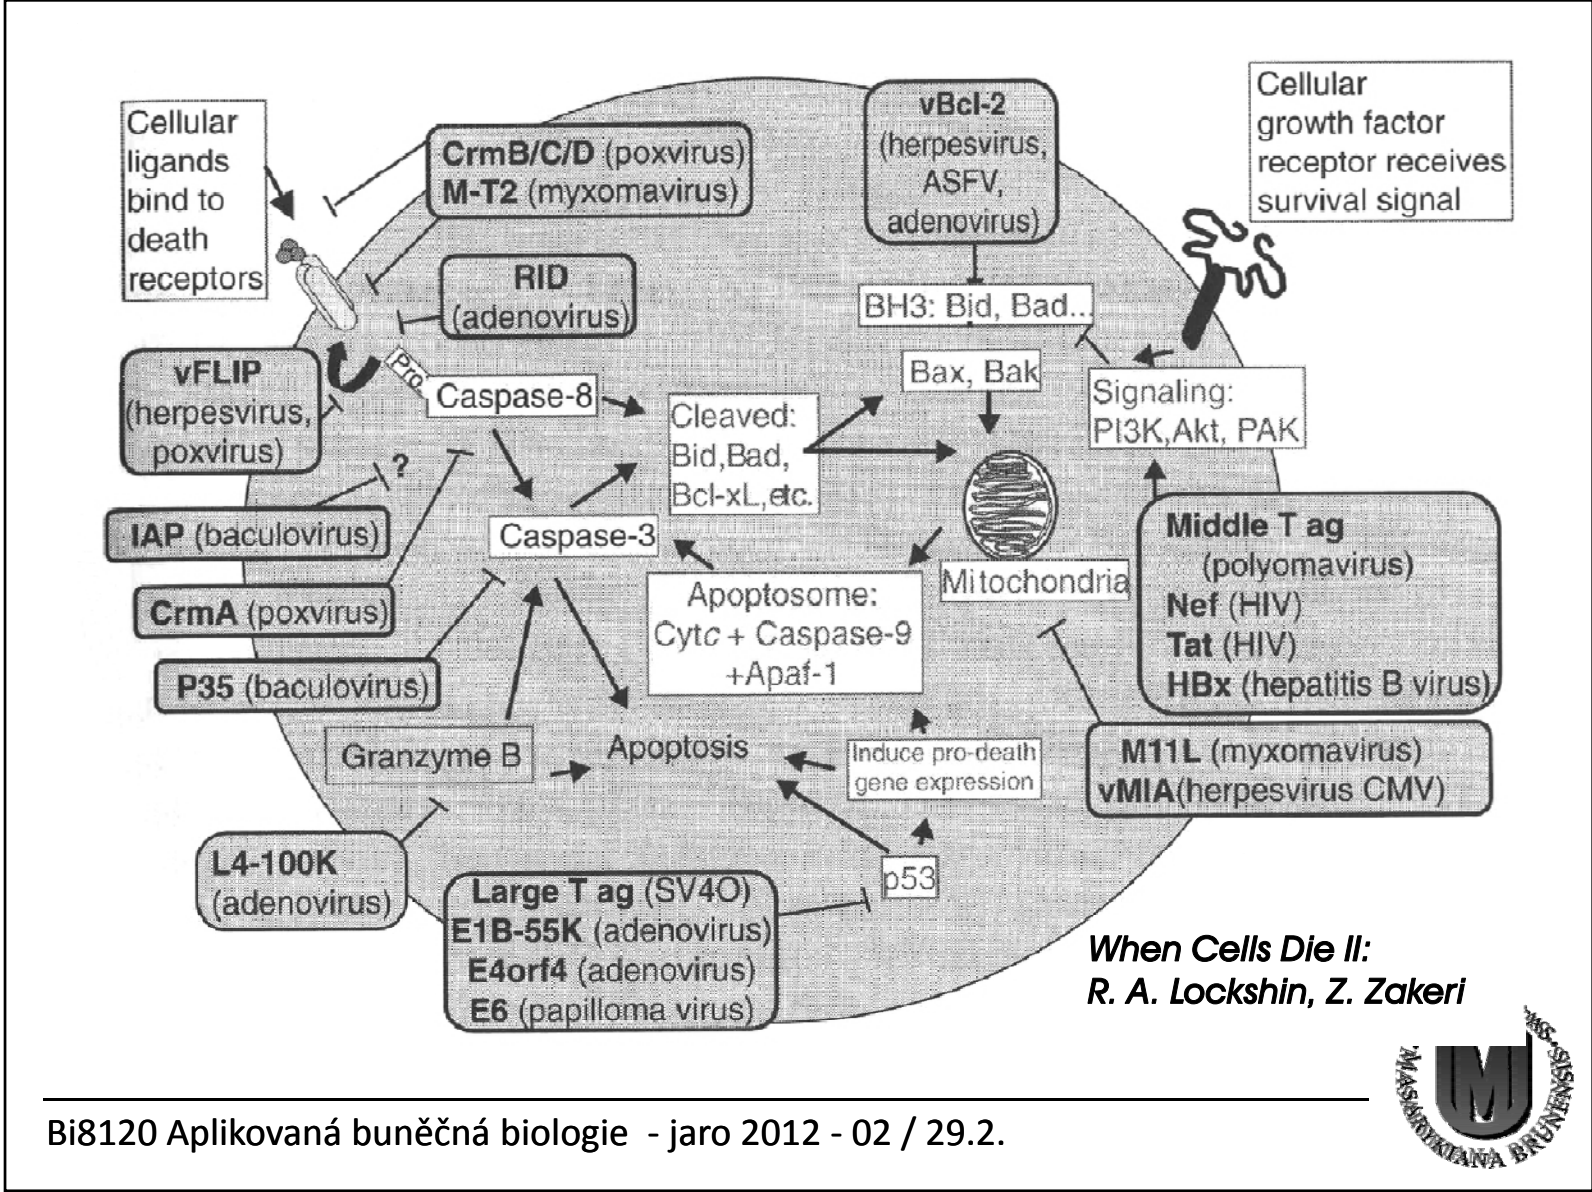 Cellular
ligands
bind to
death
receptors
CrmB/C/D (poxvirus)
M-T2 (myxomavirus)
vBcl-2
(herpesvirus,
ASFV,
adenovirus)
Cellular
growth factor
receptor receives
survival signal
RID
(adenovirus)
BH3: Bid, Bad...
vFLIP
(herpesvirus,
poxvirus)
Pro
Caspase-8
Bax, Bak
Signaling:
PI3K,Akt, PAK
Cleaved:
Bid,Bad,
Bcl-xL,etc.
?
IAP (baculovirus)
Caspase-3
Mitochondria
Middle T ag
(polyomavirus)
Nef (HIV)
Tat (HIV)
HBx (hepatitis B virus)
CrmA (poxvirus)
Apoptosome:
Cytc + Caspase-9
+Apaf-1
P35 (baculovirus)
Granzyme B
Apoptosis
Induce pro-death
gene expression
M11L (myxomavirus)
vMIA(herpesvirus CMV)
L4-100K
(adenovirus)
p53
Large T ag (SV4O)
E1B-55K (adenovirus)
E4orf4 (adenovirus)
E6 (papilloma virus)
When Cells Die II:
R. A. Lockshin, Z. Zakeri
Bi8120 Aplikovaná buněčná biologie - jaro 2012 - 02 / 29.2.
MASARYKIANA BRUNENSIS